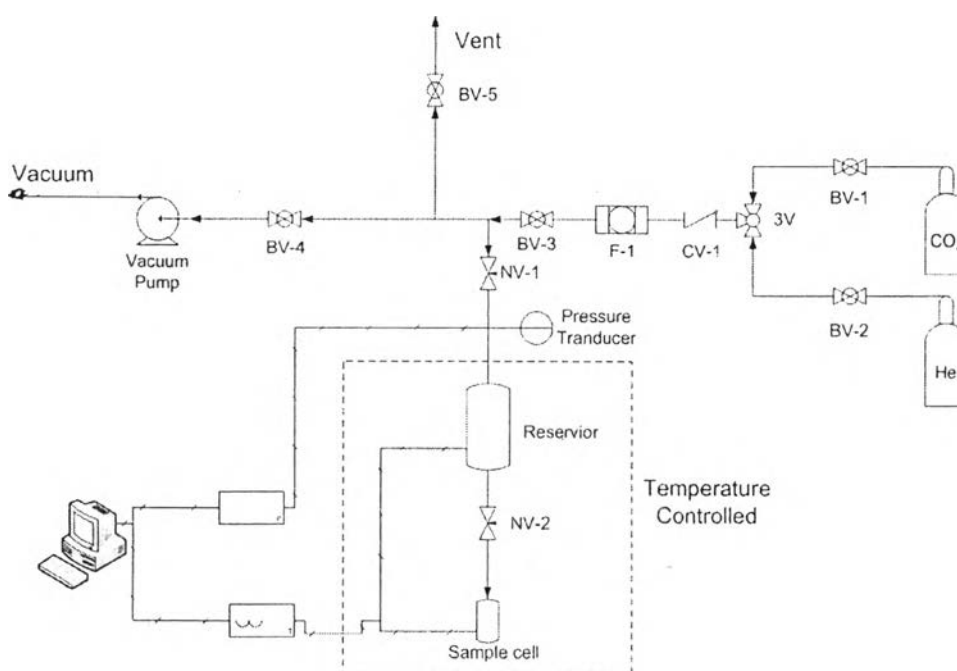 Vent
BV-5
Vacuum
BV-1
3V
CO
BV-4
BV-3
F-1
CV-1
Vacuum
Pump
NV-1
BV-2
Pressure
Tranducer
He
Reservior
Temperature
Controlled
NV-2
P
T
Sample cell